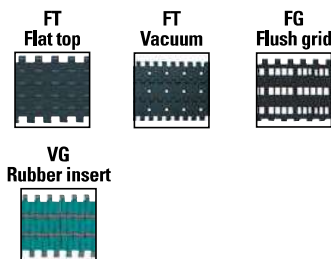 FT
Flat top
FT
Vacuum
FG
Flush grid
VG
Rubber insert